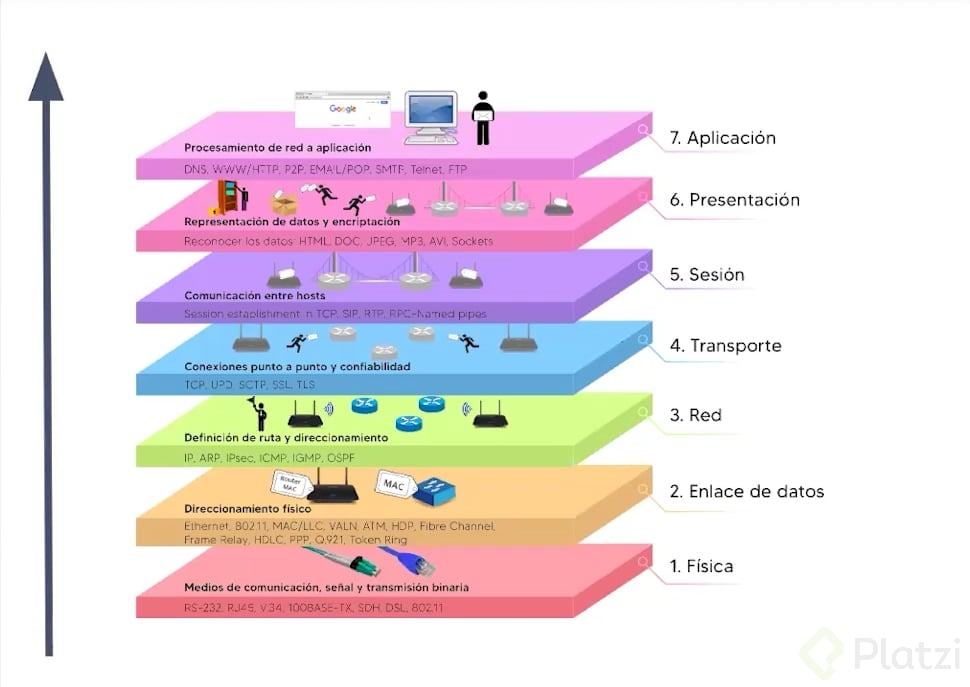 Google
Procesamiento de red a aplicación
DNS, WWW/HTTP, P2P, EMAIL/POP, SMTP, Telnet, FTP
7. Aplicación
Representación de datos y encriptación
Reconocer los datos: HTML, DOC, JPEG, MP3, AVI, Sockets
6. Presentación
Comunicación entre hosts
Session establishment in TCP, SIP, RTP, RPC-Named pipes
5. Sesión
Conexiones punto a punto y confiabilidad
TCP, UPD, SCTP, SSL, TLS
4. Transporte
Definición de ruta y direccionamiento
IP, ARP, IPsec, ICMP, IGMP, OSPF
3. Red
Router
MAC
MAC
Direccionamiento físico
Ethernet, 802.11, MAC/LLC, VALN, ATM, HDP, Fibre Channel,
Frame Relay, HDLC, PPP, Q.921, Token Ring
2. Enlace de datos
Medios de comunicación, señal y transmisión binaria
RS-232, RJ45, V.34, 100BASE-TX, SDH, DSL, 802.11
1. Física
Platzi